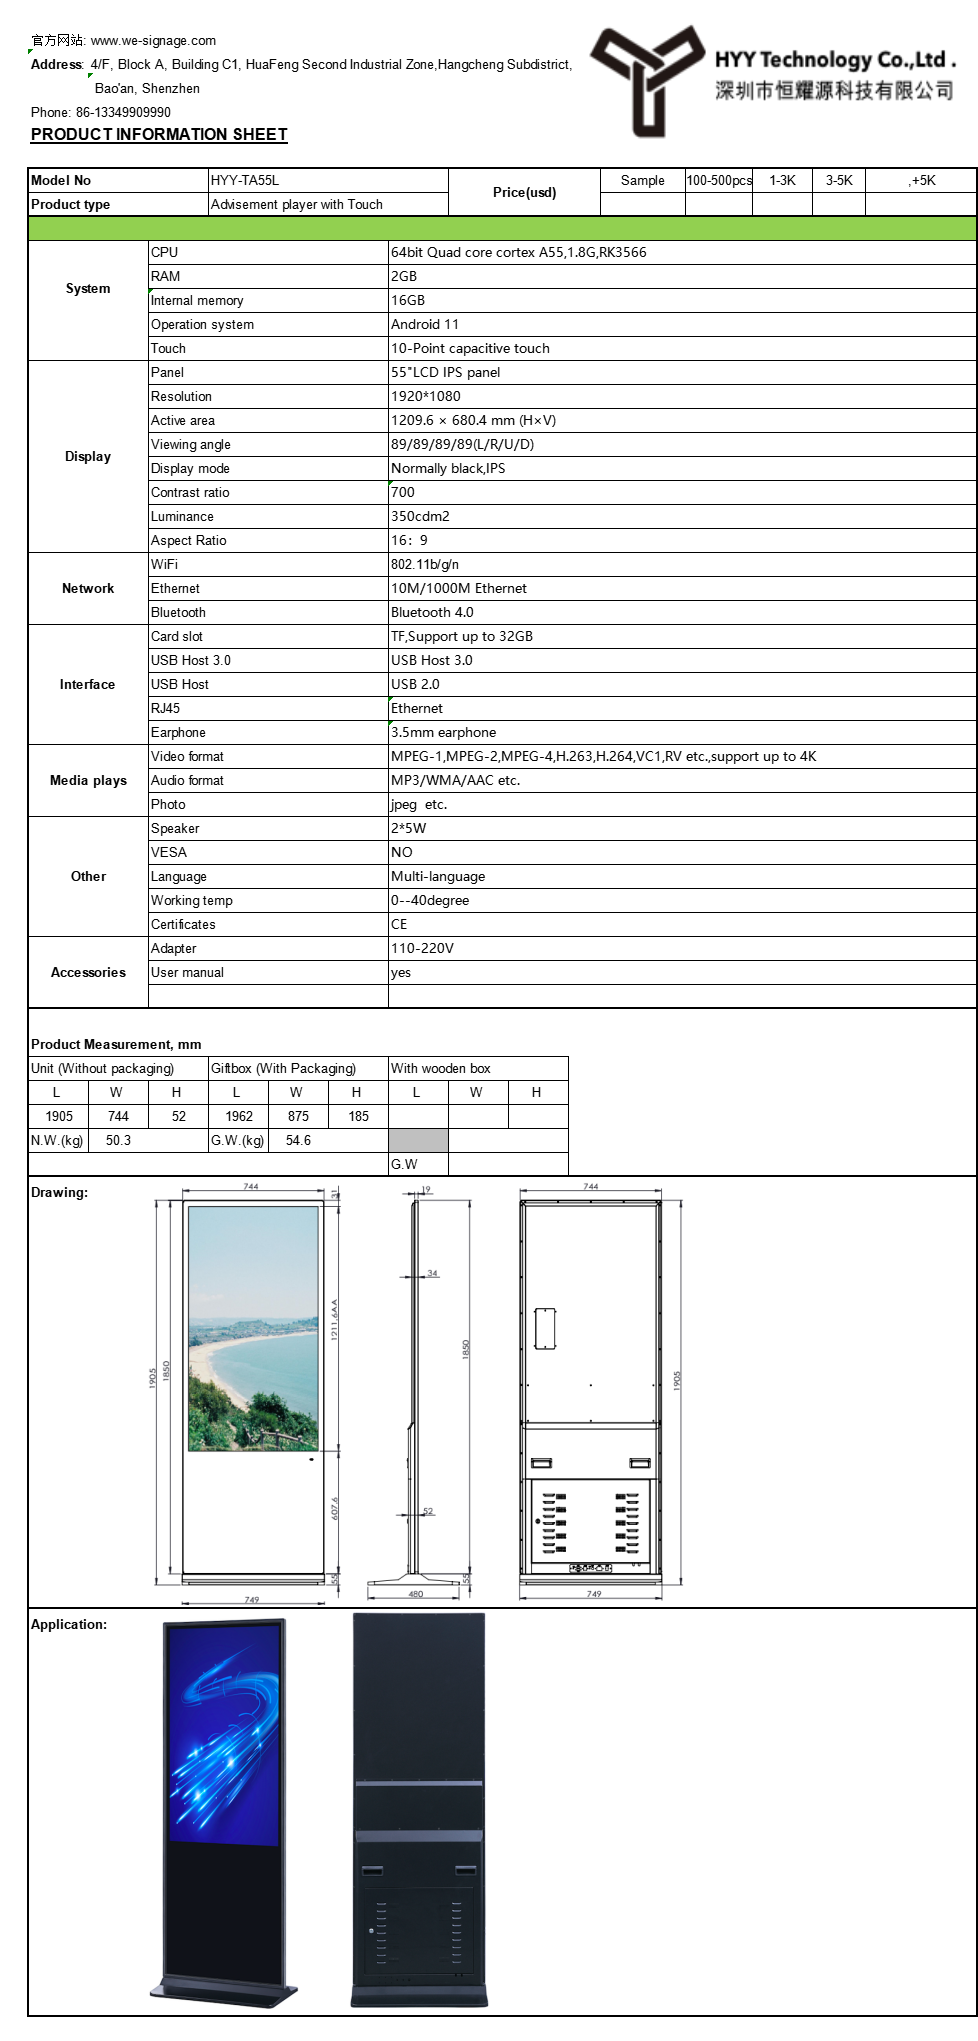 官方网站: www.we-signage.com
Address: 4/F, Block A, Building C1, HuaFeng Second Industrial Zone,Hangcheng Subdistrict,
Bao'an, Shenzhen
Phone: 86-13349909990
HYY Technology Co.,Ltd .
深圳市恒耀源科技有限公司
PRODUCT INFORMATION SHEET
Model No HYY-TA55L Price(usd) Sample 100-500pcs 1-3K 3-5K ,+5K
Product type Advisement player with Touch
System
CPU 64bit Quad core cortex A55,1.8G,RK3566
RAM 2GB
Internal memory 16GB
Operation system Android 11
Touch 10-Point capacitive touch
Display
Panel 55"LCD IPS panel
Resolution 1920*1080
Active area 1209.6 × 680.4 mm (H×V)
Viewing angle 89/89/89/89(L/R/U/D)
Display mode Normally black,IPS
Contrast ratio 700
Luminance 350cdm2
Aspect Ratio 16：9
Network
WiFi 802.11b/g/n
Ethernet 10M/1000M Ethernet
Bluetooth Bluetooth 4.0
Interface
Card slot TF,Support up to 32GB
USB Host 3.0 USB Host 3.0
USB Host USB 2.0
RJ45 Ethernet
Earphone 3.5mm earphone
Media plays
Video format MPEG-1,MPEG-2,MPEG-4,H.263,H.264,VC1,RV etc.,support up to 4K
Audio format MP3/WMA/AAC etc.
Photo jpeg etc.
Other
Speaker 2*5W
VESA NO
Language Multi-language
Working temp 0--40degree
Certificates CE
Accessories
Adapter 110-220V
User manual yes
Product Measurement, mm
Unit (Without packaging) Giftbox (With Packaging) With wooden box
L W H L W H L W H
1905 744 52 1962 875 185
N.W.(kg) 50.3 G.W.(kg) 54.6
G.W
Drawing:
744
31
1211.6A.A
1905
1850
607.6
55
749
19
34
1850
52
55
480
744
1905
749
Application: